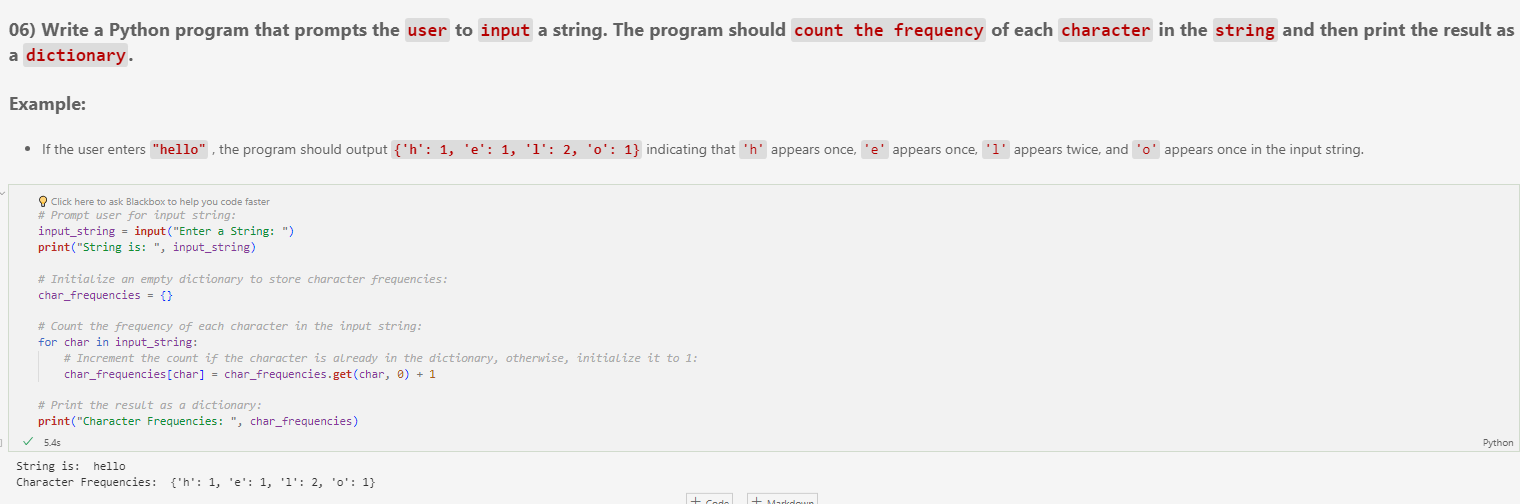 06) Write a Python program that prompts the user to input a string. The program should count the frequency of each character in the string and then print the result as
a dictionary.
Example:
• If the user enters "hello" , the program should output {'h': 1, 'e': 1, 'l': 2, 'o': 1} indicating that 'h' appears once, 'e' appears once, 'l' appears twice, and 'o' appears once in the input string.
Click here to ask Blackbox to help you code faster
# Prompt user for input string:
input_string = input("Enter a String: ")
print("String is: ", input_string)
# Initialize an empty dictionary to store character frequencies:
char_frequencies = {}
# Count the frequency of each character in the input string:
for char in input_string:
# Increment the count if the character is already in the dictionary, otherwise, initialize it to 1:
char_frequencies[char] = char_frequencies.get(char, 0) + 1
# Print the result as a dictionary:
print("Character Frequencies: ", char_frequencies)
✓ 5.4s
Python
String is:  hello
Character Frequencies:  {'h': 1, 'e': 1, 'l': 2, 'o': 1}
+ Code + Markdown